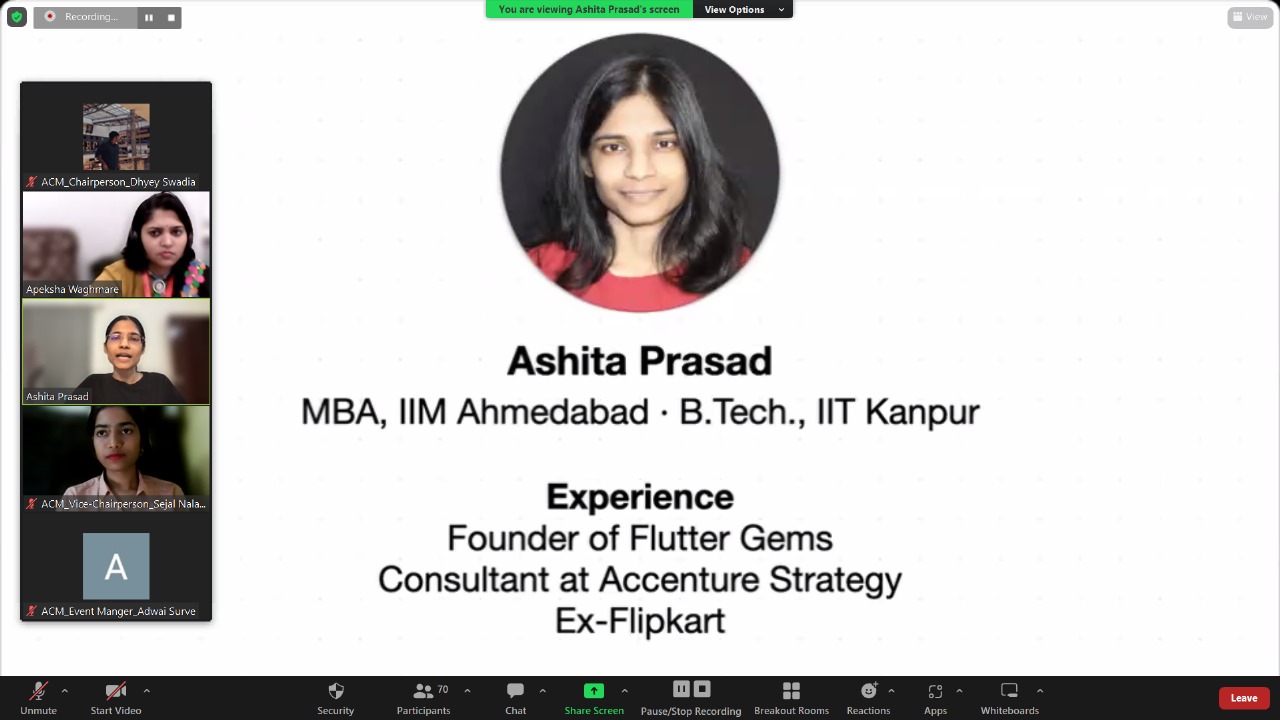 Recording...
You are viewing Ashita Prasad's screen
View Options
View
ACM_Chairperson_Dhyey Swadia
Apeksha Waghmare
Ashita Prasad
ACM_Vice-Chairperson_Sejal Nala...
A
ACM_Event Manger_Adwai Surve
Ashita Prasad
MBA, IIM Ahmedabad · B.Tech., IIT Kanpur
Experience
Founder of Flutter Gems
Consultant at Accenture Strategy
Ex-Flipkart
Unmute
Start Video
Security
Participants
70
Chat
Share Screen
Pause/Stop Recording
Breakout Rooms
Reactions
Apps
Whiteboards
Leave